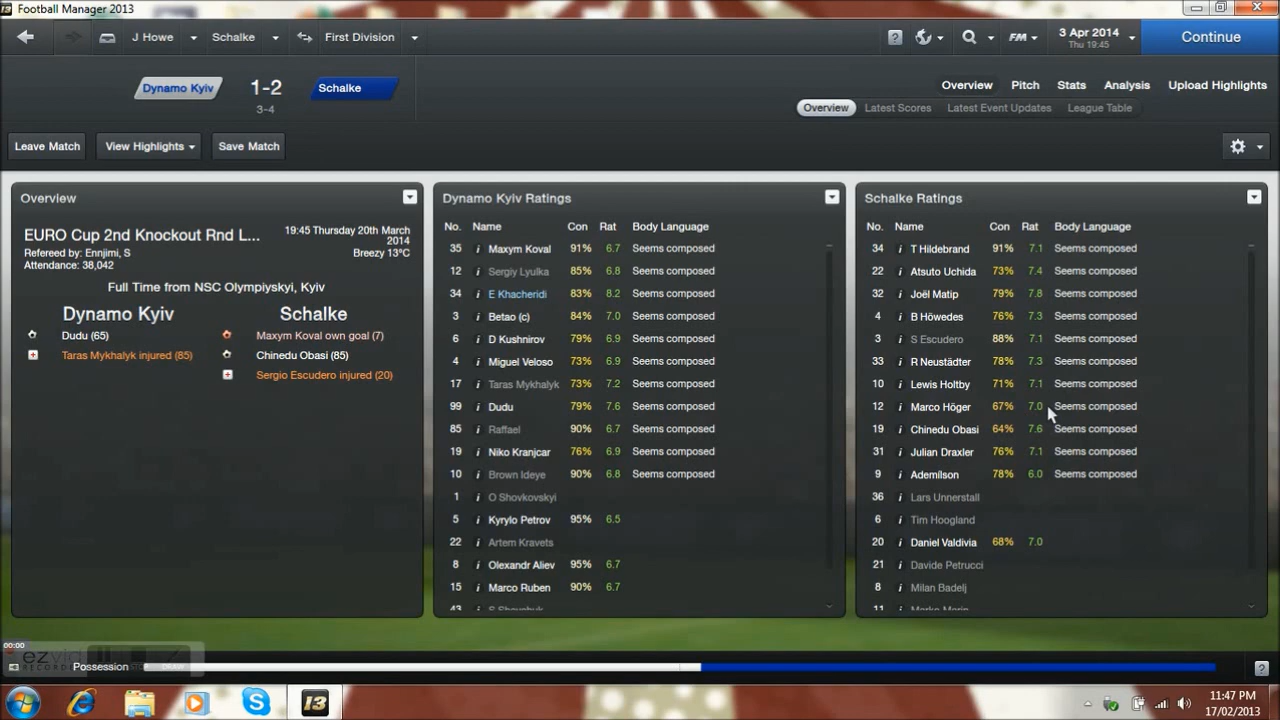 Football Manager 2013
J Howe
Schalke
First Division
FM
3 Apr 2014
Thu 19:45
Continue
Dynamo Kyiv 1-2 Schalke
3-4
Overview Pitch Stats Analysis Upload Highlights
Overview Latest Scores Latest Event Updates League Table
Leave Match View Highlights Save Match
Overview
EURO Cup 2nd Knockout Rnd L...
19:45 Thursday 20th March
2014
Refereed by: Ennjimi, S
Breezy 13°C
Attendance: 38,042
Full Time from NSC Olympiyskyi, Kyiv
Dynamo Kyiv Schalke
Dudu (65) Maxym Koval own goal (7)
Taras Mykhalyk injured (85) Chinedu Obasi (85)
Sergio Escudero injured (20)
Dynamo Kyiv Ratings
No. Name Con Rat Body Language
35 i Maxym Koval 91% 6.7 Seems composed
12 i Sergiy Lyulka 85% 6.8 Seems composed
34 i E Khacheridi 83% 8.2 Seems composed
3 i Betao (c) 84% 7.0 Seems composed
6 i D Kushnirov 79% 6.9 Seems composed
4 i Miguel Veloso 73% 6.9 Seems composed
17 i Taras Mykhalyk 73% 7.2 Seems composed
99 i Dudu 79% 7.6 Seems composed
85 i Raffael 90% 6.7 Seems composed
19 i Niko Kranjcar 76% 6.9 Seems composed
10 i Brown Ideye 90% 6.8 Seems composed
1 i O Shovkovskyi
5 i Kyrylo Petrov 95% 6.5
22 i Artem Kravets
8 i Olexandr Aliev 95% 6.7
15 i Marco Ruben 90% 6.7
43 i S Shevchuk
Schalke Ratings
No. Name Con Rat Body Language
34 i T Hildebrand 91% 7.1 Seems composed
22 i Atsuto Uchida 73% 7.4 Seems composed
32 i Joël Matip 79% 7.8 Seems composed
4 i B Höwedes 76% 7.3 Seems composed
3 i S Escudero 88% 7.1 Seems composed
33 i R Neustädter 78% 7.3 Seems composed
10 i Lewis Holtby 71% 7.1 Seems composed
12 i Marco Höger 67% 7.0 Seems composed
19 i Chinedu Obasi 64% 7.6 Seems composed
31 i Julian Draxler 76% 7.1 Seems composed
9 i Ademílson 78% 6.0 Seems composed
36 i Lars Unnerstall
6 i Tim Hoogland
20 i Daniel Valdivia 68% 7.0
21 i Davide Petrucci
8 i Milan Badelj
11 i Marko Marin
00:00
ezvid
RECORDER
Possession
DRAW
13
11:47 PM
17/02/2013